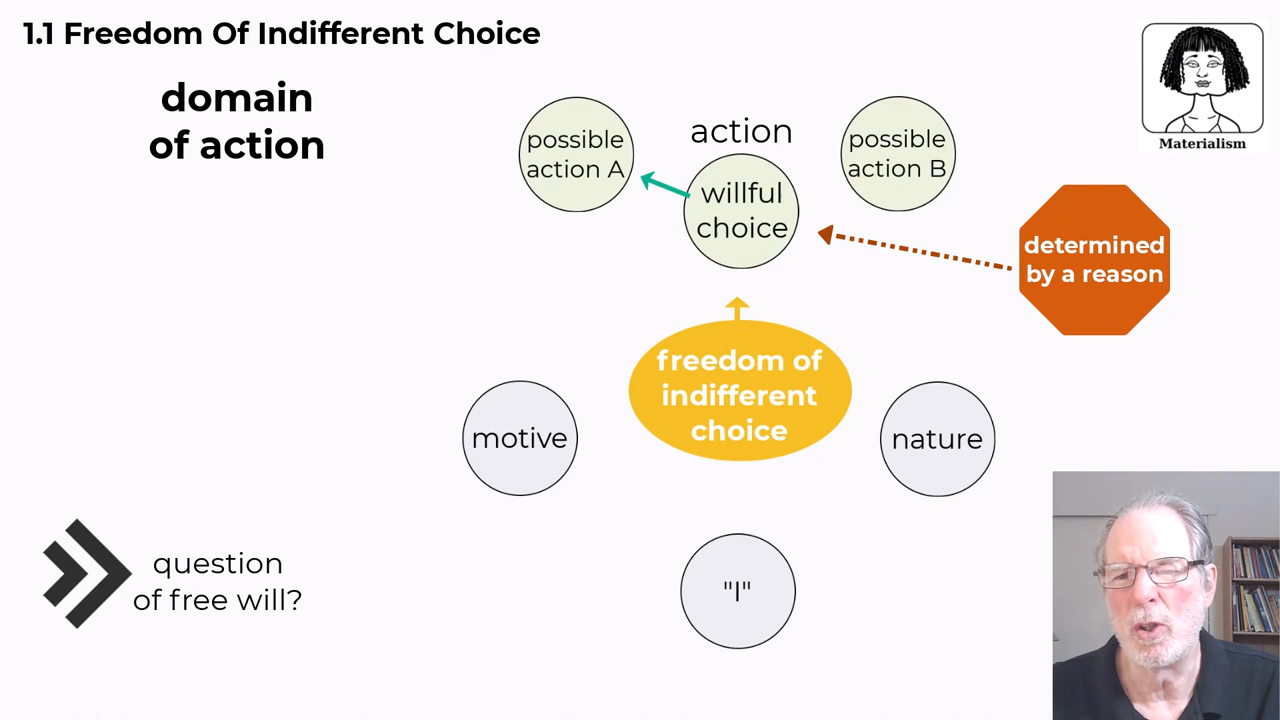 1.1 Freedom Of Indifferent Choice
domain
of action
possible
action A
action
willful
choice
possible
action B
Materialism
determined
by a reason
freedom of
indifferent
choice
motive
nature
question
of free will?
"I"